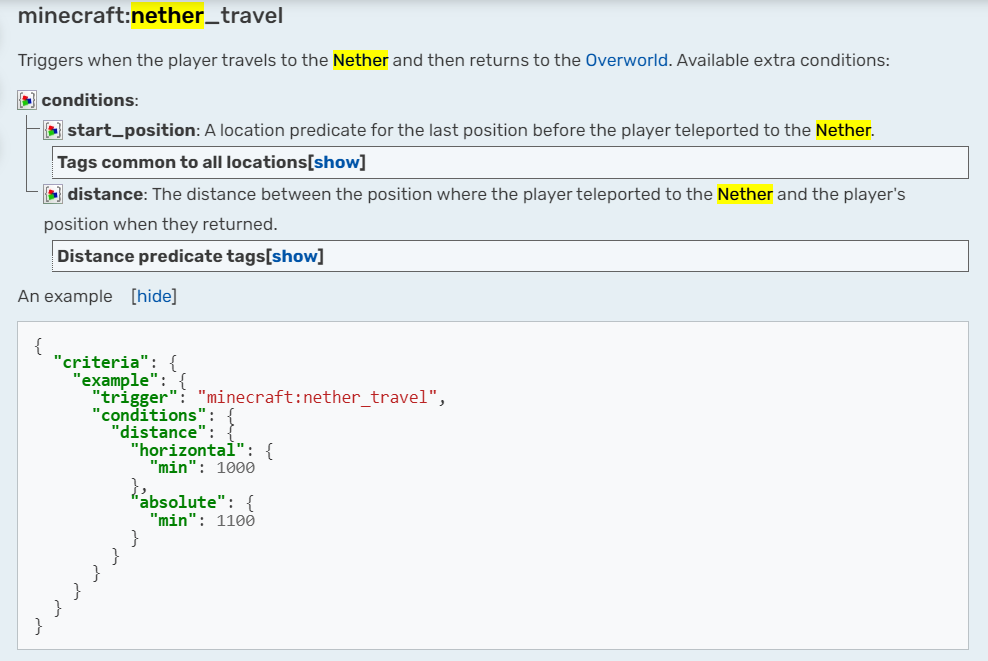 minecraft:nether_travel
Triggers when the player travels to the Nether and then returns to the Overworld. Available extra conditions:
conditions:
start_position: A location predicate for the last position before the player teleported to the Nether.
Tags common to all locations[show]
distance: The distance between the position where the player teleported to the Nether and the player's
position when they returned.
Distance predicate tags[show]
An example [hide]
{
"criteria": {
"example": {
"trigger": "minecraft:nether_travel",
"conditions": {
"distance": {
"horizontal": {
"min": 1000
},
"absolute": {
"min": 1100
}
}
}
}
}
}